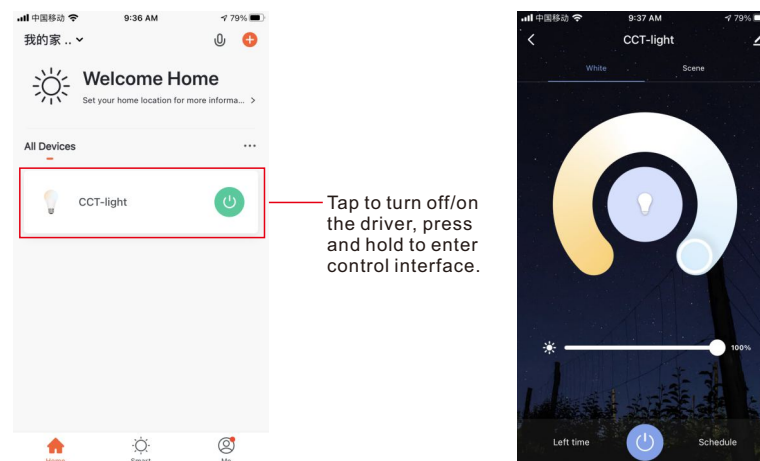 中国移动 9:36 AM 79%
我的家 ..
Welcome Home
Set your home location for more informa... >
All Devices ...
CCT-light
Home Smart Me
Tap to turn off/on
the driver, press
and hold to enter
control interface.
中国移动 9:37 AM 79%
CCT-light
White Scene
100%
Left time Schedule